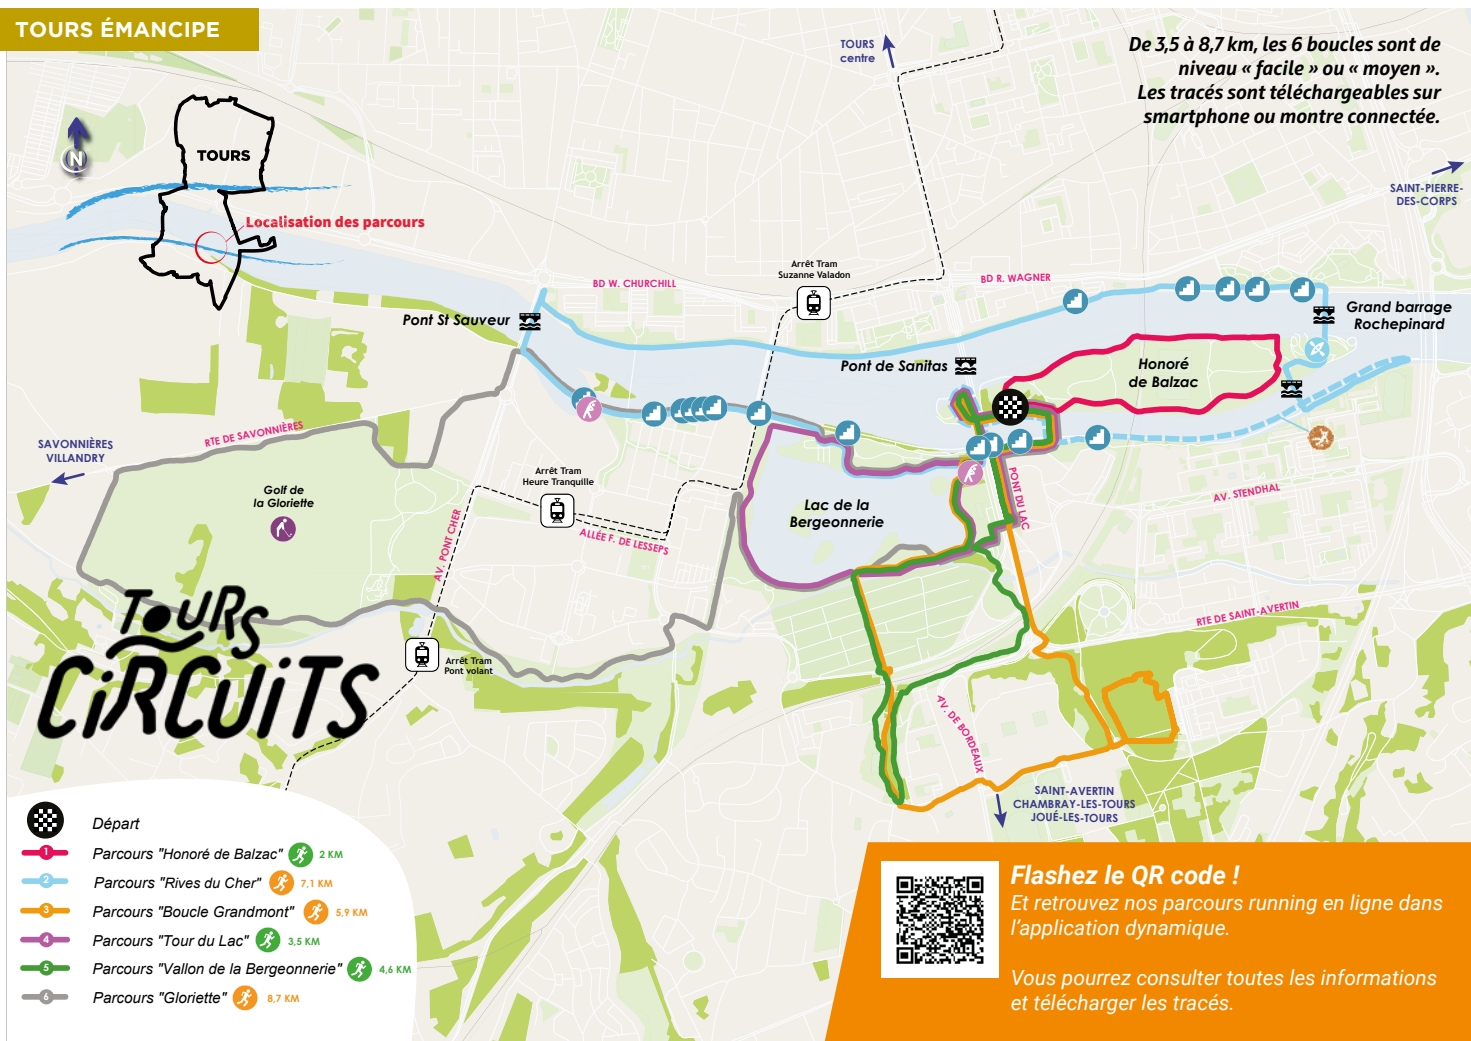 TOURS ÉMANCIPE
De 3,5 à 8,7 km, les 6 boucles sont de
niveau « facile » ou « moyen ».
Les tracés sont téléchargeables sur
smartphone ou montre connectée.
TOURS
centre
N
TOURS
Localisation des parcours
SAINT-PIERRE-
DES-CORPS
Arrêt Tram
Suzanne Valadon
BD W. CHURCHILL
BD R. WAGNER
Pont St Sauveur
Grand barrage
Rochepinard
Pont de Sanitas
Honoré
de Balzac
SAVONNIÈRES
VILLANDRY
RTE DE SAVONNIÈRES
Arrêt Tram
Heure Tranquille
Golf de
la Gloriette
Lac de la
Bergeonnerie
PONT DU LAC
AV. STENDHAL
AV. PONT CHER
ALLÉE F. DE LESSEPS
RTE DE SAINT-AVERTIN
TOURS
CiRCUiTS
Arrêt Tram
Pont volant
AV. DE BORDEAUX
SAINT-AVERTIN
CHAMBRAY-LES-TOURS
JOUÉ-LES-TOURS
Départ
1 Parcours "Honoré de Balzac" 2 KM
2 Parcours "Rives du Cher" 7,1 KM
3 Parcours "Boucle Grandmont" 5,9 KM
4 Parcours "Tour du Lac" 3,5 KM
5 Parcours "Vallon de la Bergeonnerie" 4,6 KM
6 Parcours "Gloriette" 8,7 KM
Flashez le QR code !
Et retrouvez nos parcours running en ligne dans
l'application dynamique.
Vous pourrez consulter toutes les informations
et télécharger les tracés.